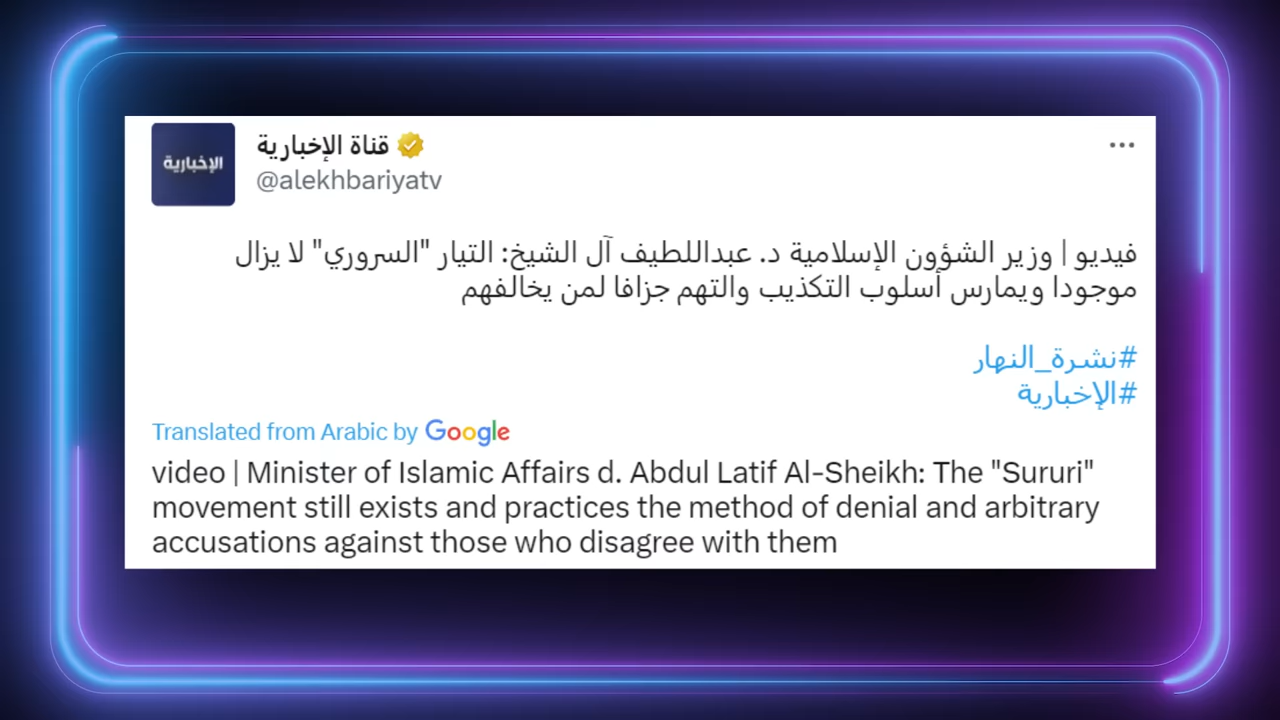 الإخبارية
قناة الإخبارية
@alekhbariyatv
فيديو | وزير الشؤون الإسلامية د. عبداللطيف آل الشيخ: التيار "السروري" لا يزال
موجودا ويمارس أسلوب التكذيب والتهم جزافا لمن يخالفهم
#نشرة_النهار
#الإخبارية
Translated from Arabic by Google
video | Minister of Islamic Affairs d. Abdul Latif Al-Sheikh: The "Sururi"
movement still exists and practices the method of denial and arbitrary
accusations against those who disagree with them